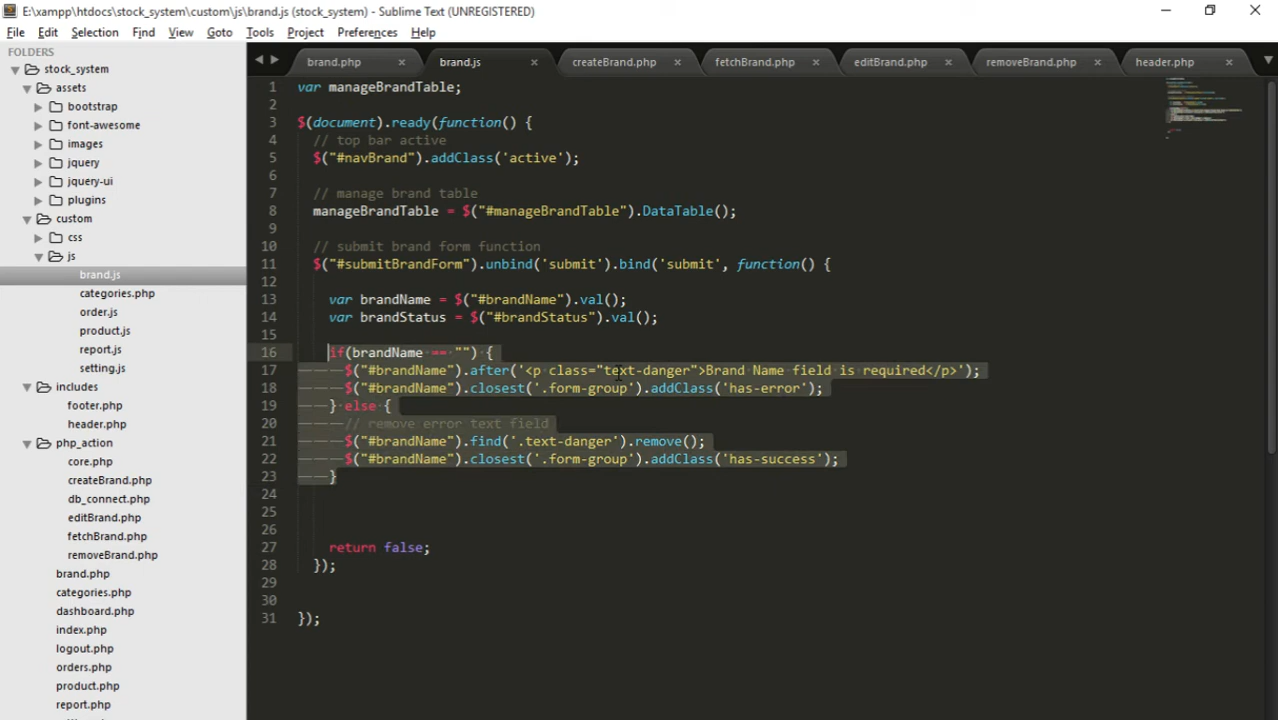 E:\xampp\htdocs\stock_system\custom\js\brand.js (stock_system) - Sublime Text (UNREGISTERED)
File Edit Selection Find View Goto Tools Project Preferences Help
FOLDERS
stock_system
assets
bootstrap
font-awesome
images
jquery
jquery-ui
plugins
custom
css
js
brand.js
categories.js
order.js
product.js
report.js
setting.js
includes
footer.php
header.php
php_action
core.php
createBrand.php
db_connect.php
editBrand.php
fetchBrand.php
removeBrand.php
brand.php
categories.php
dashboard.php
index.php
logout.php
orders.php
product.php
report.php
brand.php brand.js createBrand.php fetchBrand.php editBrand.php removeBrand.php header.php
1 var manageBrandTable;
2
3 $(document).ready(function() {
4 // top bar active
5 $("#navBrand").addClass('active');
6
7 // manage brand table
8 manageBrandTable = $("#manageBrandTable").DataTable();
9
10 // submit brand form function
11 $("#submitBrandForm").unbind('submit').bind('submit', function() {
12
13 var brandName = $("#brandName").val();
14 var brandStatus = $("#brandStatus").val();
15
16 if(brandName == "") {
17 $("#brandName").after('<p class="text-danger">Brand Name field is required</p>');
18 $("#brandName").closest('.form-group').addClass('has-error');
19 } else {
20 // remove error text field
21 $("#brandName").find('.text-danger').remove();
22 $("#brandName").closest('.form-group').addClass('has-success');
23 }
24
25
26
27 return false;
28 });
29
30
31 });